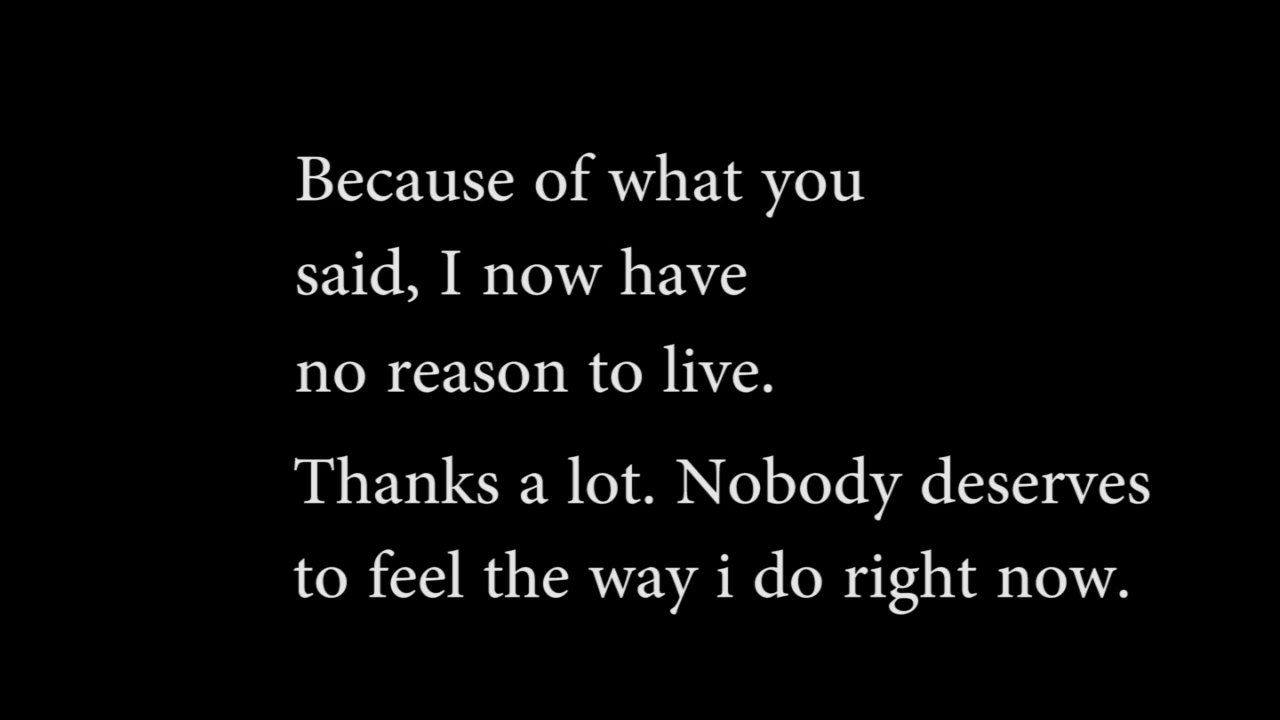 Because of what you
said, I now have
no reason to live.
Thanks a lot. Nobody deserves
to feel the way i do right now.